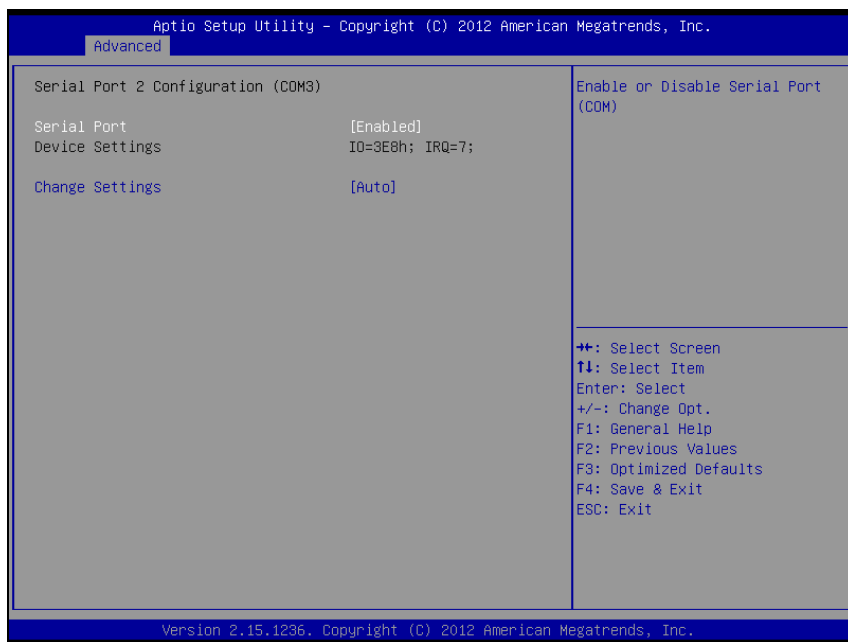 Aptio Setup Utility – Copyright (C) 2012 American Megatrends, Inc.
Advanced
Serial Port 2 Configuration (COM3)
Serial Port [Enabled]
Device Settings IO=3E8h; IRQ=7;
Change Settings [Auto]
Enable or Disable Serial Port
(COM)
→←: Select Screen
↑↓: Select Item
Enter: Select
+/-: Change Opt.
F1: General Help
F2: Previous Values
F3: Optimized Defaults
F4: Save & Exit
ESC: Exit
Version 2.15.1236. Copyright (C) 2012 American Megatrends, Inc.